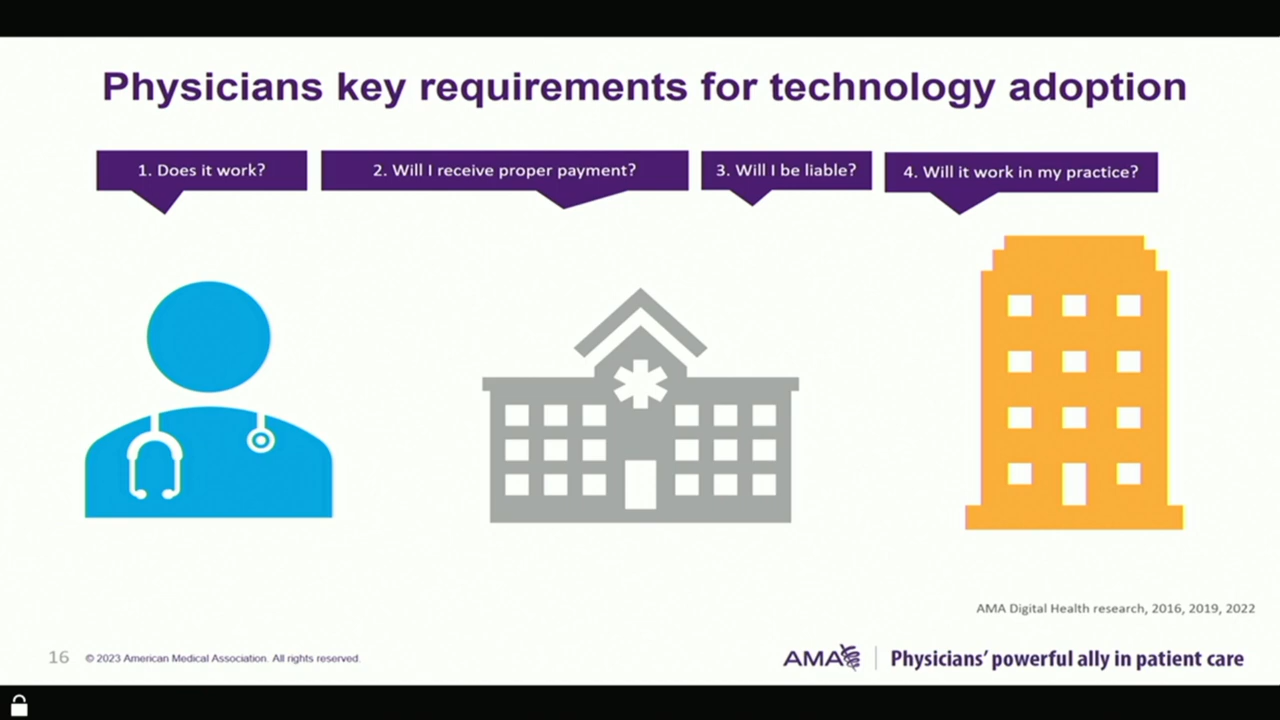 Physicians key requirements for technology adoption
1. Does it work?
2. Will I receive proper payment?
3. Will I be liable?
4. Will it work in my practice?
AMA Digital Health research, 2016, 2019, 2022
16
© 2023 American Medical Association. All rights reserved.
AMA
Physicians’ powerful ally in patient care